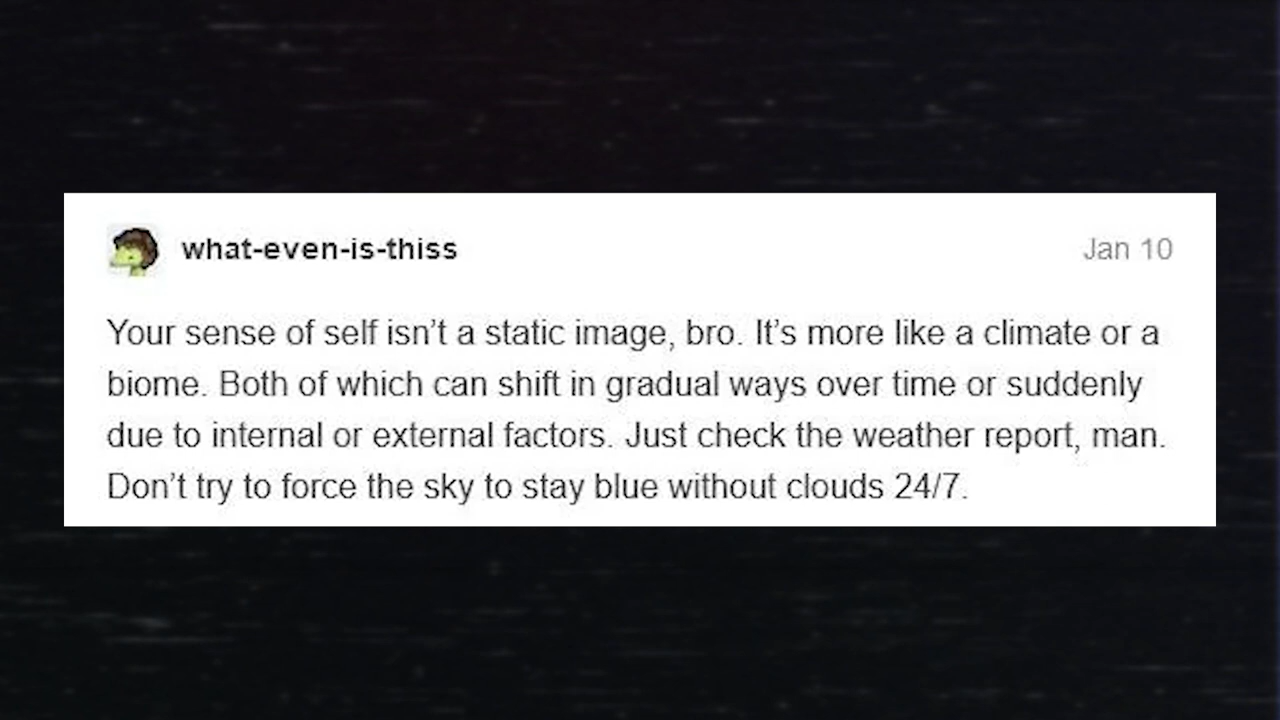 what-even-is-thiss
Jan 10
Your sense of self isn’t a static image, bro. It’s more like a climate or a
biome. Both of which can shift in gradual ways over time or suddenly
due to internal or external factors. Just check the weather report, man.
Don’t try to force the sky to stay blue without clouds 24/7.